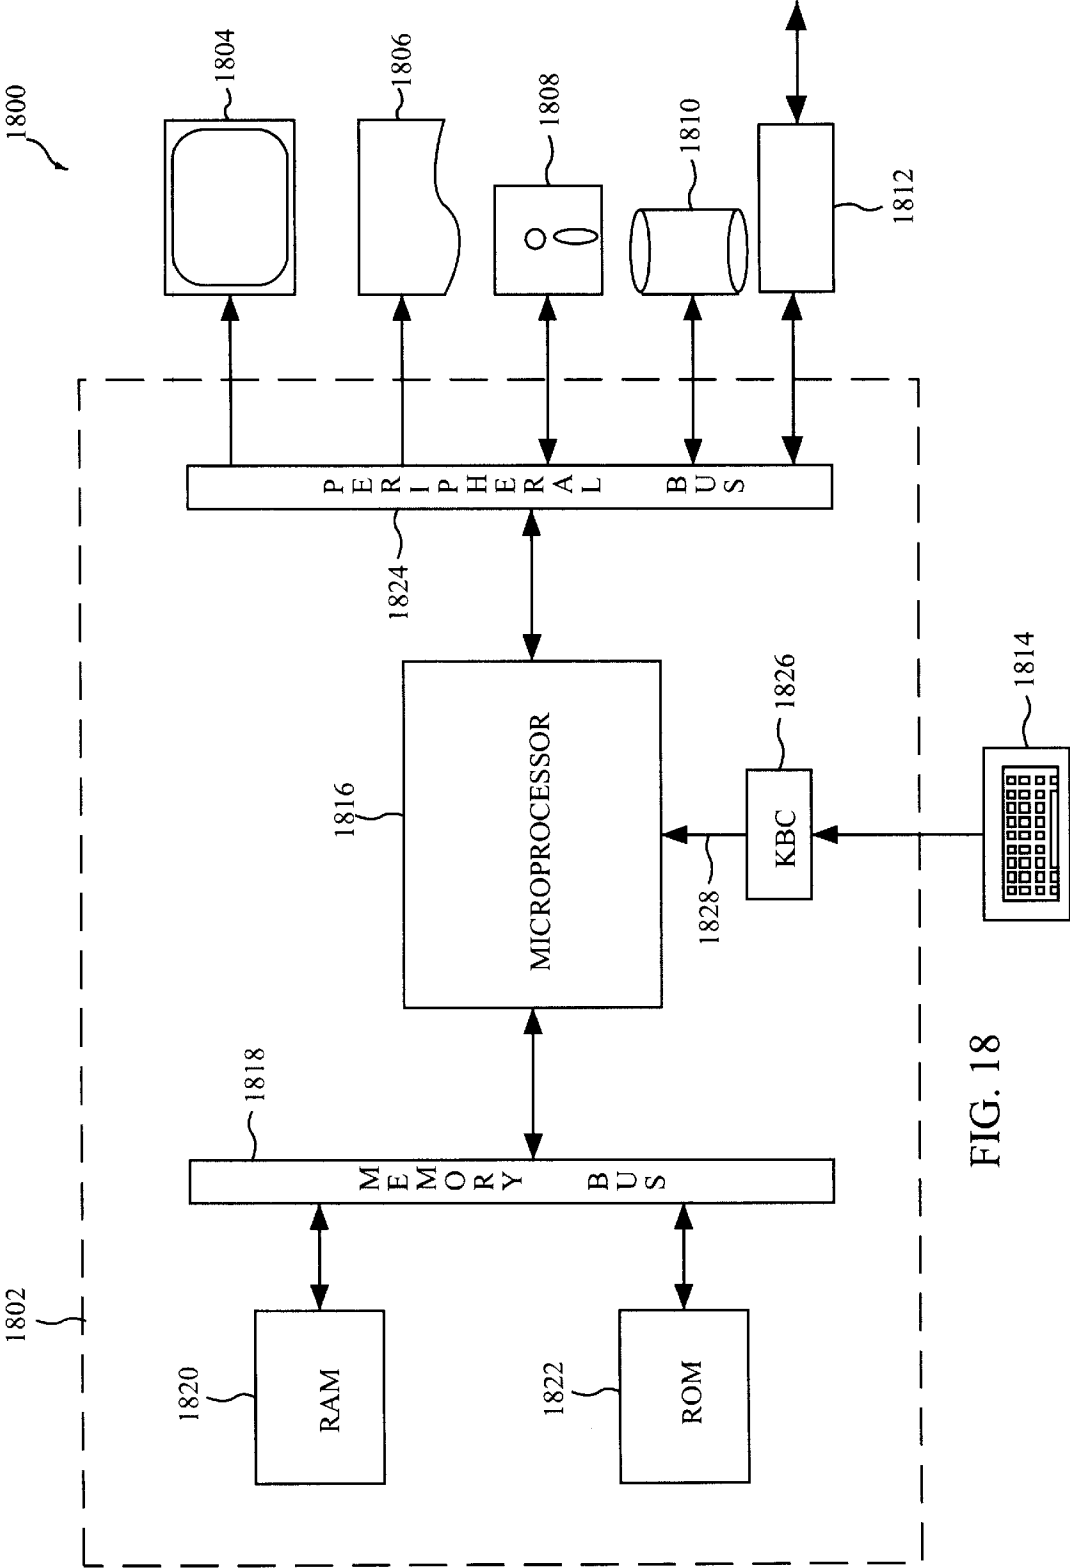 1800
1802
1804
1806
1808
1810
1812
1820
RAM
1822
ROM
1818
MEMORY BUS
1816
MICROPROCESSOR
1824
PERIPHERAL BUS
1828
KBC
1826
1814
FIG. 18